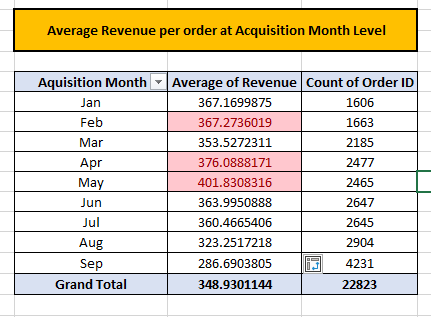 Average Revenue per order at Acquisition Month Level
Aquisition Month Average of Revenue Count of Order ID
Jan 367.1699875 1606
Feb 367.2736019 1663
Mar 353.5272311 2185
Apr 376.0888171 2477
May 401.8308316 2465
Jun 363.9950888 2647
Jul 360.4665406 2645
Aug 323.2517218 2904
Sep 286.6903805 4231
Grand Total 348.9301144 22823